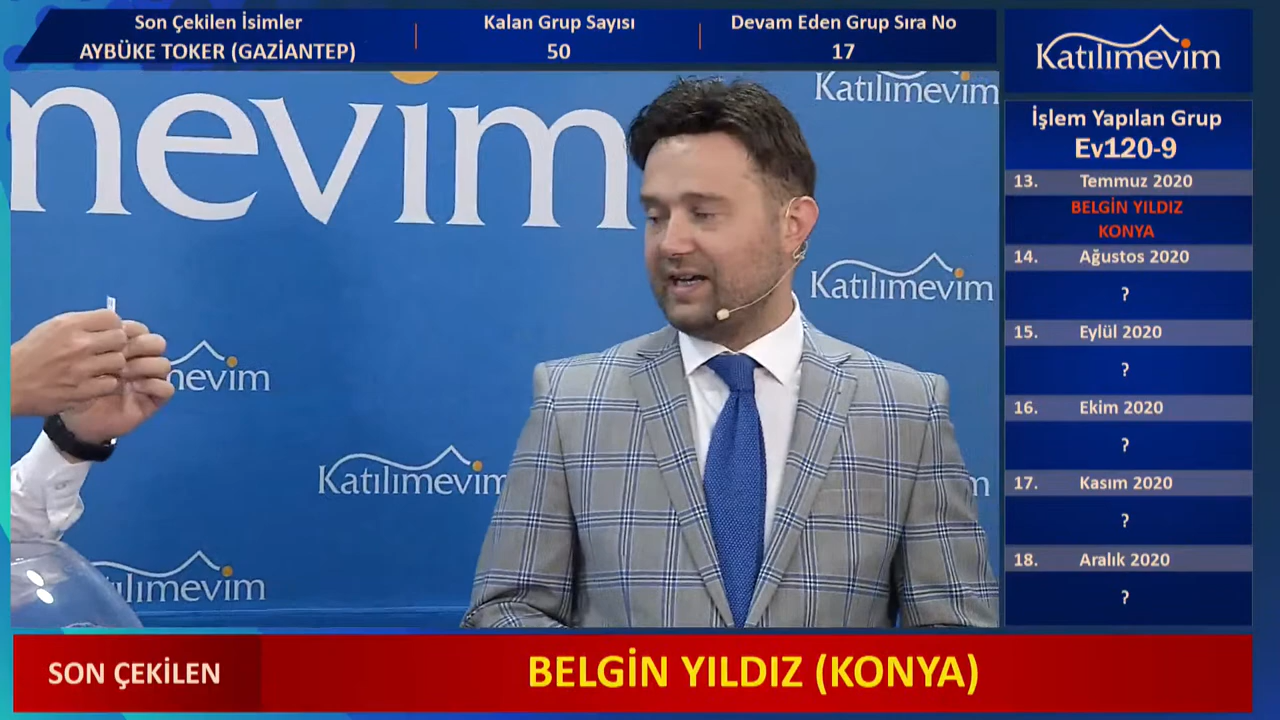 Son Çekilen İsimler
AYBÜKE TOKER (GAZİANTEP)
Kalan Grup Sayısı
50
Devam Eden Grup Sıra No
17
Katılımevim
İşlem Yapılan Grup
Ev120-9
13. Temmuz 2020
BELGİN YILDIZ
KONYA
14. Ağustos 2020
?
15. Eylül 2020
?
16. Ekim 2020
?
17. Kasım 2020
?
18. Aralık 2020
?
mevim
Katılımevim
Katılımevim
mevim
Katılımevim
lımevim
m
SON ÇEKİLEN
BELGİN YILDIZ (KONYA)